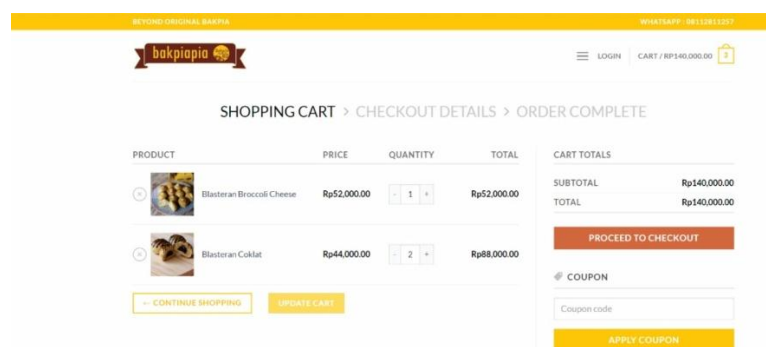 BEYOND ORIGINAL BAKPIA
WHATSAPP : 08112811257
bakpiapia
LOGIN
CART / RP140,000.00
3
SHOPPING CART > CHECKOUT DETAILS > ORDER COMPLETE
PRODUCT PRICE QUANTITY TOTAL
Blasteran Broccoli Cheese Rp52,000.00 - 1 + Rp52,000.00
Blasteran Coklat Rp44,000.00 - 2 + Rp88,000.00
← CONTINUE SHOPPING
UPDATE CART
CART TOTALS
SUBTOTAL Rp140,000.00
TOTAL Rp140,000.00
PROCEED TO CHECKOUT
COUPON
Coupon code
APPLY COUPON